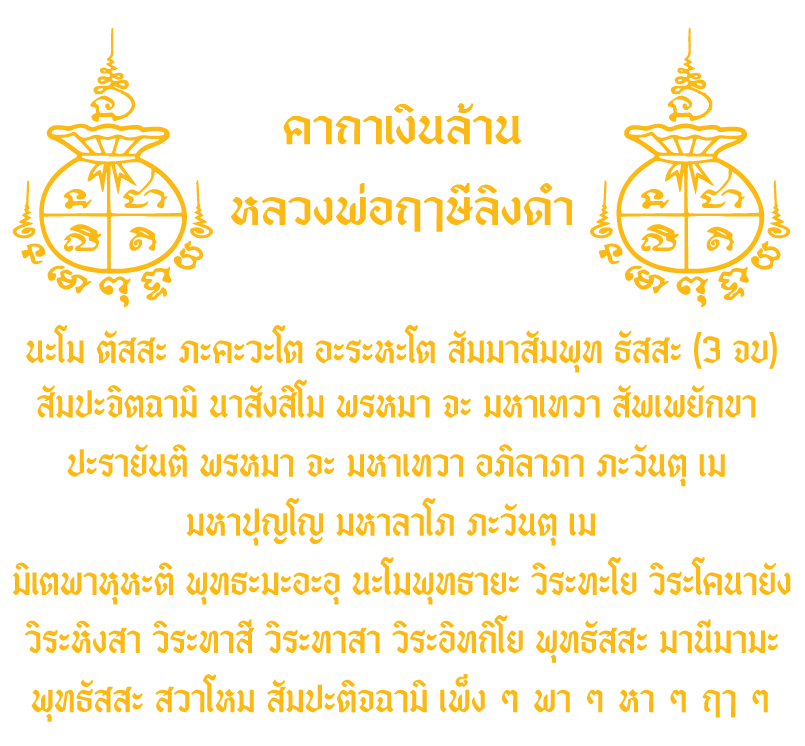 คาถาเงินล้าน
หลวงพ่อฤๅษีลิงดำ
นะโม ตัสสะ ภะคะวะโต อะระหะโต สัมมาสัมพุท ธัสสะ (3 จบ)
สัมปะจิตฉามิ นาสังสิโม พรหมา จะ มหาเทวา สัพเพยักขา
ปะรายันติ พรหมา จะ มหาเทวา อภิลาภา ภะวันตุ เม
มหาปุญโญ มหาลาโภ ภะวันตุ เม
มิเตพาหุหะติ พุทธะมะอะอุ นะโมพุทธายะ วิระทะโย วิระโคนายัง
วิระหิงสา วิระทาสี วิระทาสา วิระอิทถิโย พุทธัสสะ มานีมามะ
พุทธัสสะ สวาโหม สัมปะติจฉามิ เพ็ง ๆ พา ๆ หา ๆ ฤๅ ๆ